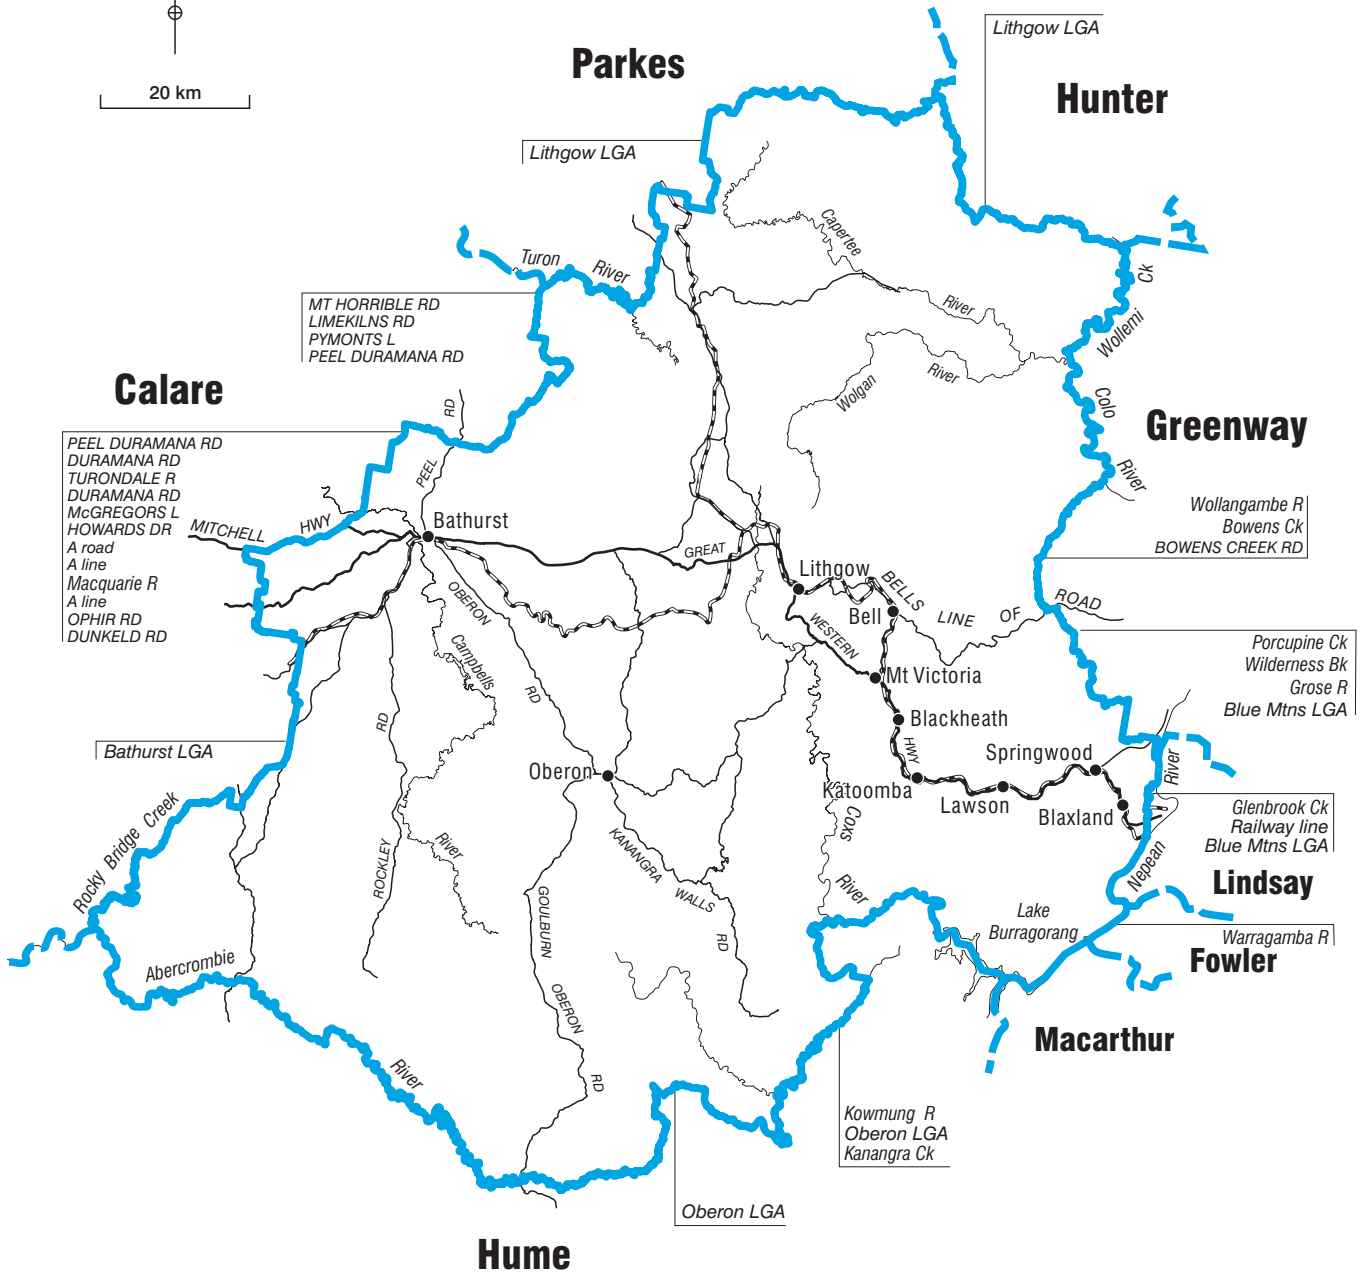 Lithgow LGA
Parkes
20 km
Hunter
Lithgow LGA
Capertee
River
Turon River
Ck
Wollemi
MT HORRIBLE RD
LIMEKILNS RD
PYMONTS L
PEEL DURAMANA RD
Wolgan River
Calare
Colo
River
Greenway
RD
PEEL
PEEL DURAMANA RD
DURAMANA RD
TURONDALE R
DURAMANA RD
McGREGORS L
HOWARDS DR
A road
A line
Macquarie R
A line
OPHIR RD
DUNKELD RD
MITCHELL HWY
Bathurst
Wollangambe R
Bowens Ck
BOWENS CREEK RD
GREAT
WESTERN
HWY
Lithgow
Bell
BELLS LINE OF ROAD
OBERON
RD
Campbells
River
Porcupine Ck
Wilderness Bk
Grose R
Blue Mtns LGA
Mt Victoria
Blackheath
RD
ROCKLEY
Bathurst LGA
Springwood
River
Nepean
Oberon
Katoomba
Lawson
Blaxland
Glenbrook Ck
Railway line
Blue Mtns LGA
Coxs
River
Rocky Bridge Creek
KANANGRA WALLS RD
GOULBURN
OBERON
RD
Lindsay
Lake
Burragorang
Warragamba R
Fowler
Abercrombie
River
Macarthur
Kowmung R
Oberon LGA
Kanangra Ck
Oberon LGA
Hume